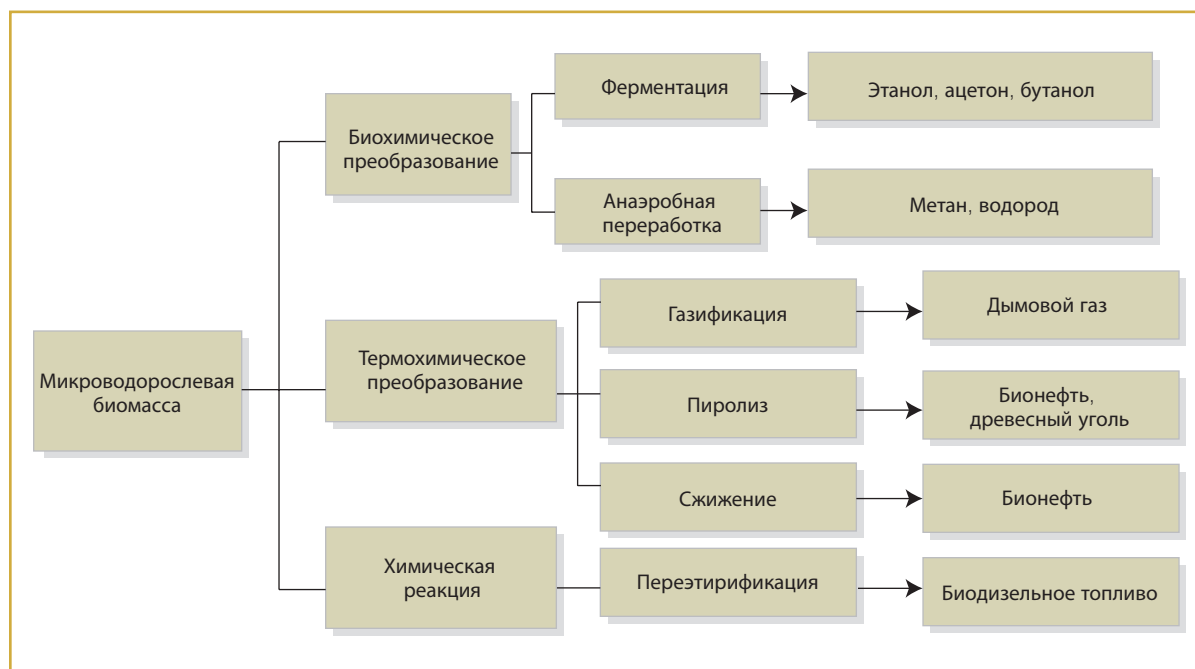 Микроводорослевая
биомасса
Биохимическое
преобразование
Ферментация
Этанол, ацетон, бутанол
Анаэробная
переработка
Метан, водород
Термохимическое
преобразование
Газификация
Дымовой газ
Пиролиз
Бионефть,
древесный уголь
Сжижение
Бионефть
Химическая
реакция
Переэтирификация
Биодизельное топливо